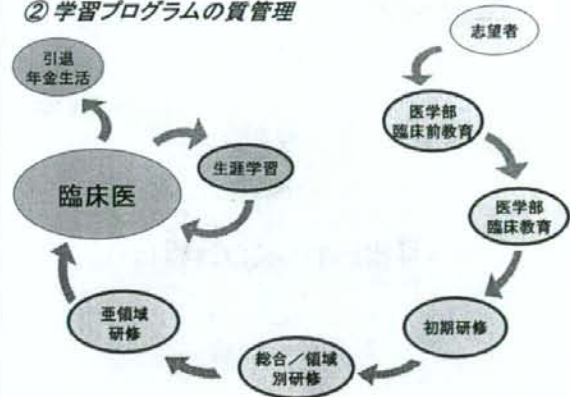 ② 学習プログラムの質管理
志望者
医学部
臨床前教育
医学部
臨床教育
初期研修
総合／領域
別研修
亜領域
研修
臨床医
生涯学習
引退
年金生活